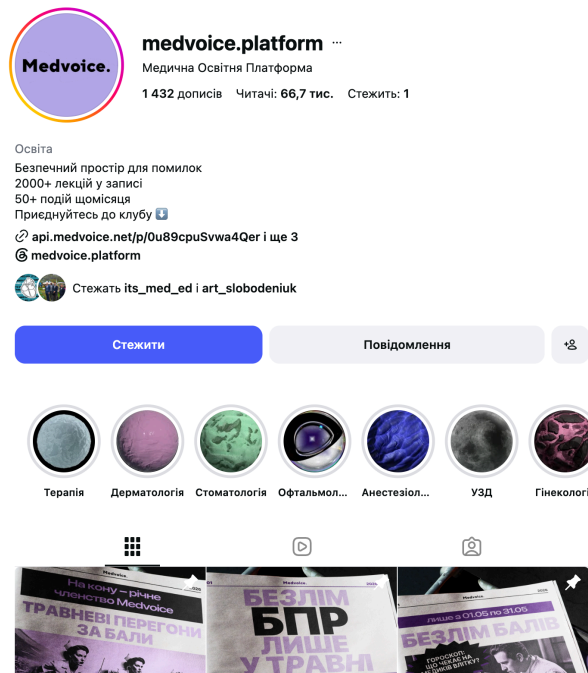 Medvoice.
medvoice.platform ...
Медична Освітня Платформа
1 432 дописів Читачі: 66,7 тис. Стежить: 1
Освіта
Безпечний простір для помилок
2000+ лекцій у записі
50+ подій щомісяця
Приєднуйтесь до клубу ⬇️
api.medvoice.net/p/0u89cpuSvwa4Qer і ще 3
medvoice.platform
Стежать its_med_ed і art_slobodeniuk
Стежити
Повідомлення
Терапія
Дерматологія
Стоматологія
Офтальмол...
Анестезіол...
УЗД
Гінекологі
Medvoice.
На кону – річне
членство Medvoice
ТРАВНЕВІ ПЕРЕГОНИ
ЗА БАЛИ
Medvoice.
БЕЗЛІМ
БПР
ЛИШЕ
У ТРАВНІ
Medvoice.
2026
лише з 01.05 по 31.05
БЕЗЛІМ БАЛІВ
ГОРОСКОП:
ЩО ЧЕКАЄ НА
МЕДИКІВ ВЛІТКУ?